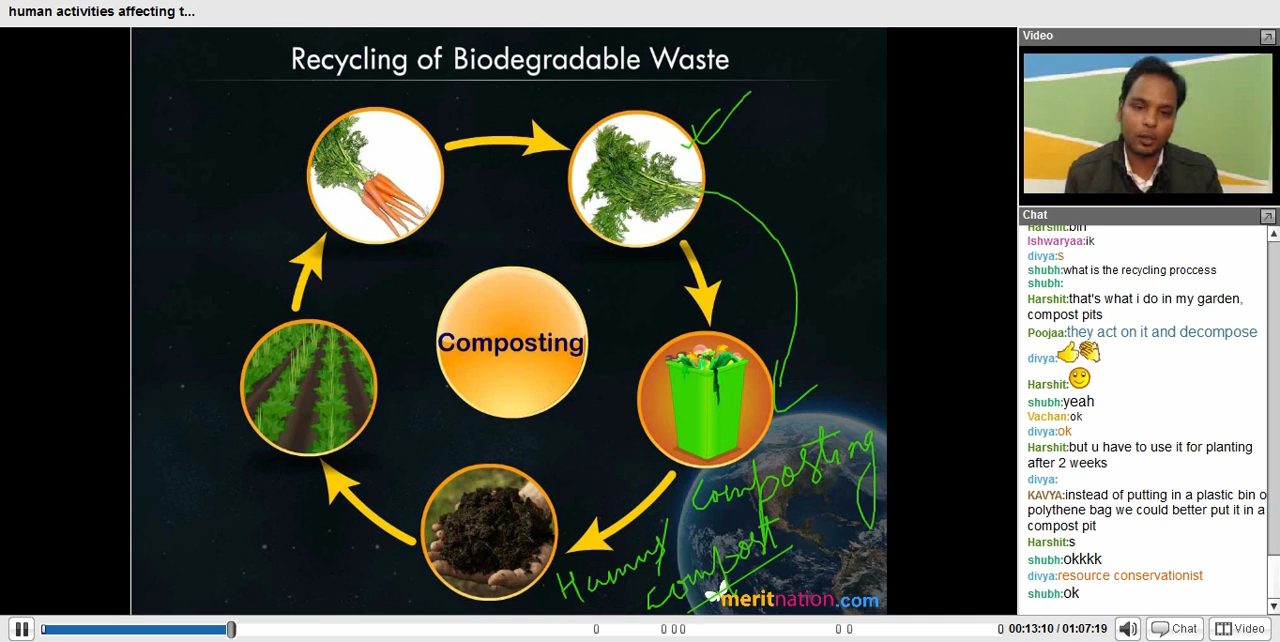 human activities affecting t...
Recycling of Biodegradable Waste
Composting
composting
Humus/
compost
meritnation.com
Video
Chat
Harshit:bin
Ishwaryaa:ik
divya:s
shubh:what is the recycling proccess
shubh:
Harshit:that's what i do in my garden,
compost pits
Poojaa:they act on it and decompose
divya:
Harshit:
shubh:yeah
Vachan:ok
divya:ok
Harshit:but u have to use it for planting
after 2 weeks
divya:
KAVYA:instead of putting in a plastic bin o
polythene bag we could better put it in a
compost pit
Harshit:s
shubh:okkkk
divya:resource conservationist
shubh:ok
00:13:10 / 01:07:19
Chat
Video